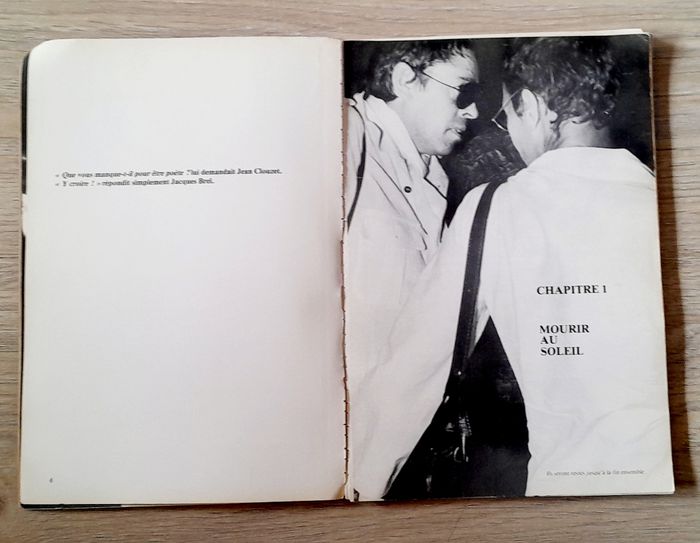 « Que vous manque-t-il pour être poète ? lui demandait Jean Clouzet.
« Y croire ! » répondit simplement Jacques Brel.
6
CHAPITRE 1
MOURIR
AU
SOLEIL
Ils seront restés jusqu'à la fin ensemble